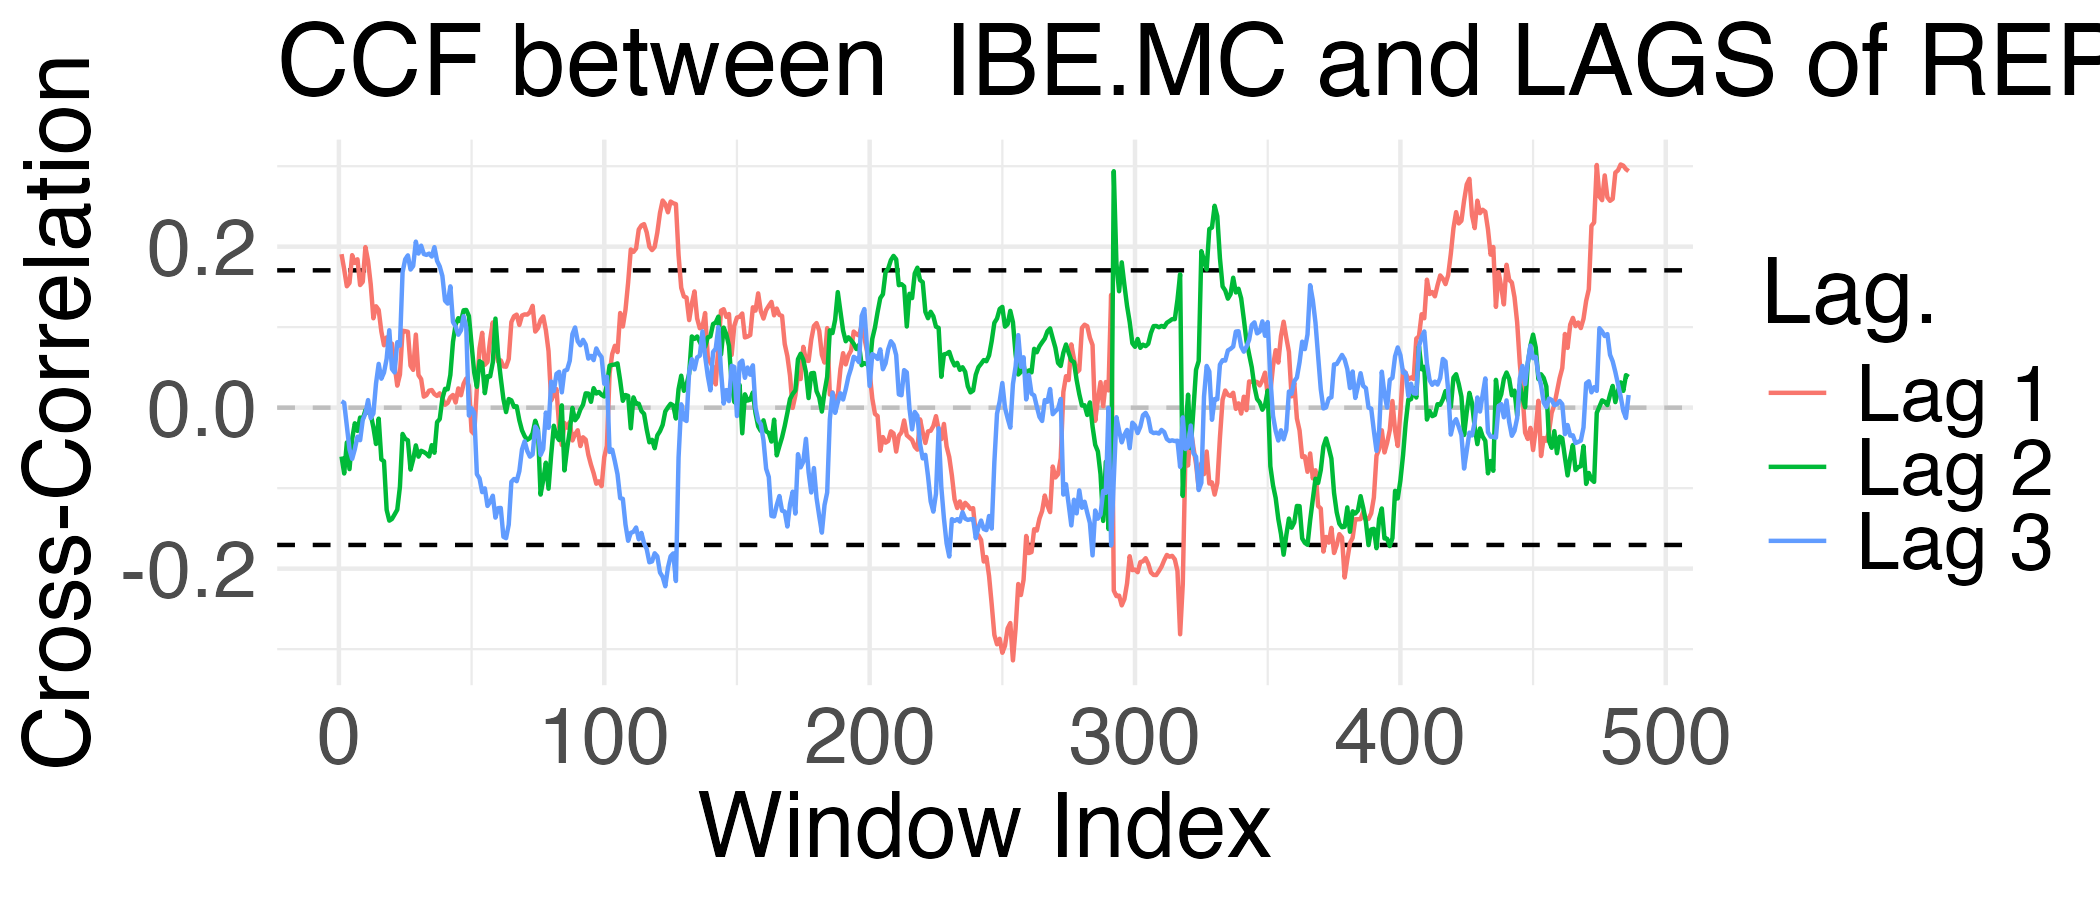 CCF between IBE.MC and LAGS of REP
Cross-Correlation
0.2
0.0
-0.2
0
100
200
300
400
500
Window Index
Lag.
Lag 1
Lag 2
Lag 3